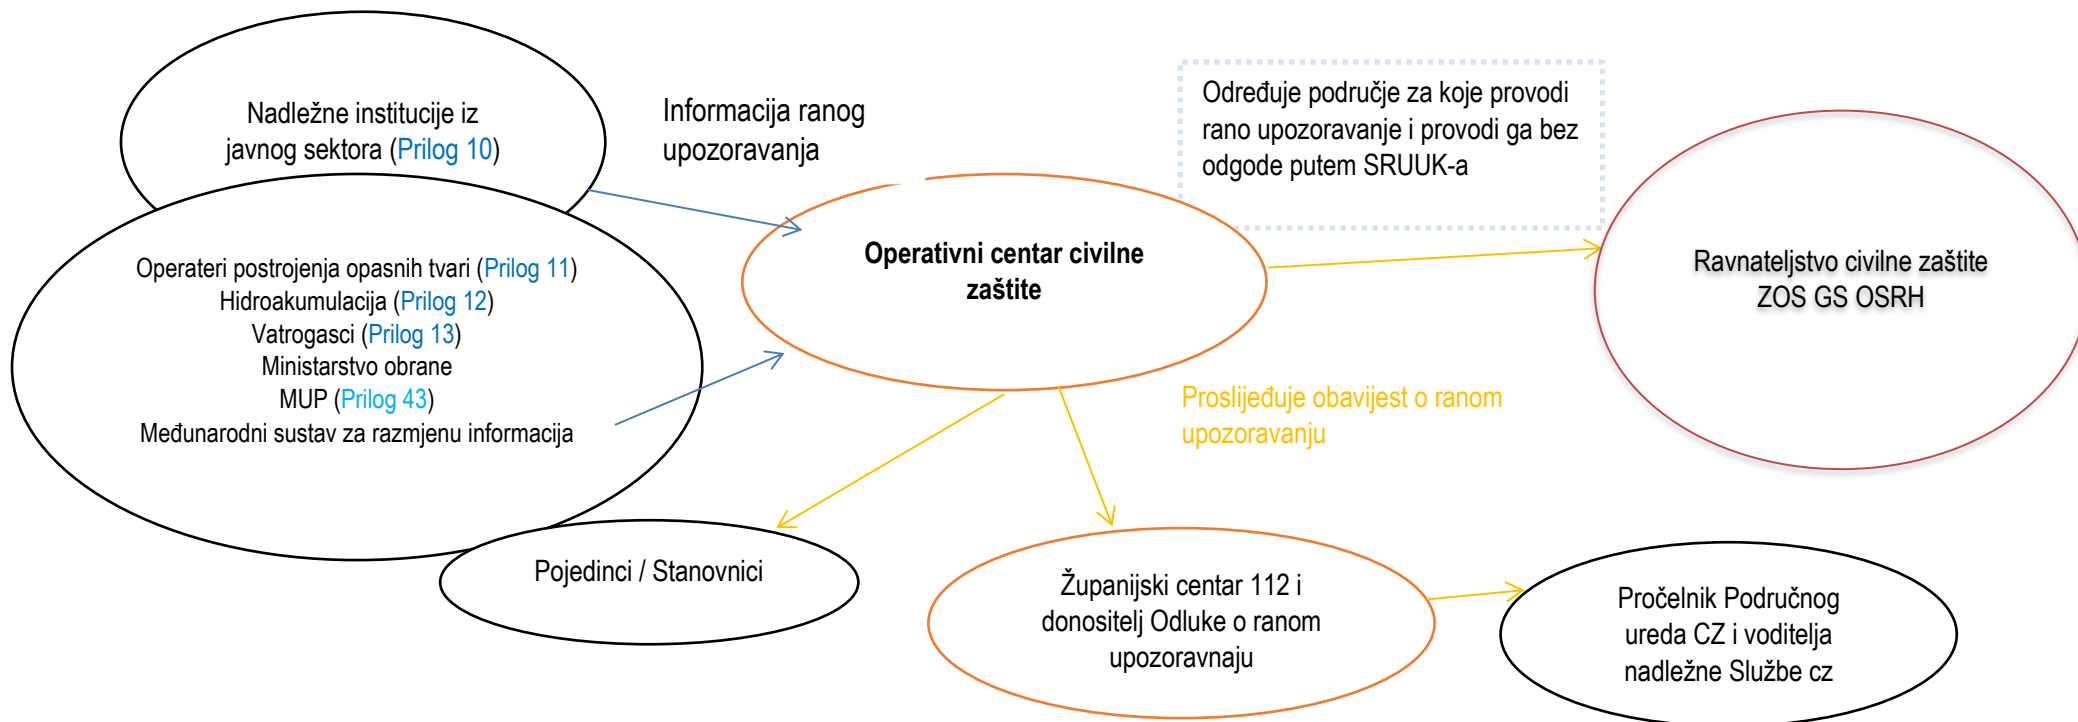 Nadležne institucije iz
javnog sektora (Prilog 10)
Informacija ranog
upozoravanja
Određuje područje za koje provodi
rano upozoravanje i provodi ga bez
odgode putem SRUUK-a
Operateri postrojenja opasnih tvari (Prilog 11)
Hidroakumulacija (Prilog 12)
Vatrogasci (Prilog 13)
Ministarstvo obrane
MUP (Prilog 43)
Međunarodni sustav za razmjenu informacija
Operativni centar civilne
zaštite
Ravnateljstvo civilne zaštite
ZOS GS OSRH
Proslijeđuje obavijest o ranom
upozoravanju
Pojedinci / Stanovnici
Županijski centar 112 i
donositelj Odluke o ranom
upozoravnaju
Pročelnik Područnog
ureda CZ i voditelja
nadležne Službe cz